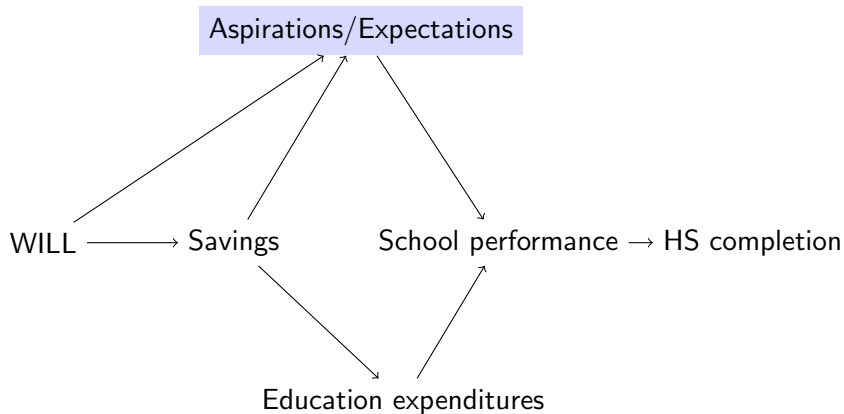 Aspirations/Expectations
WILL
Savings
School performance
HS completion
Education expenditures